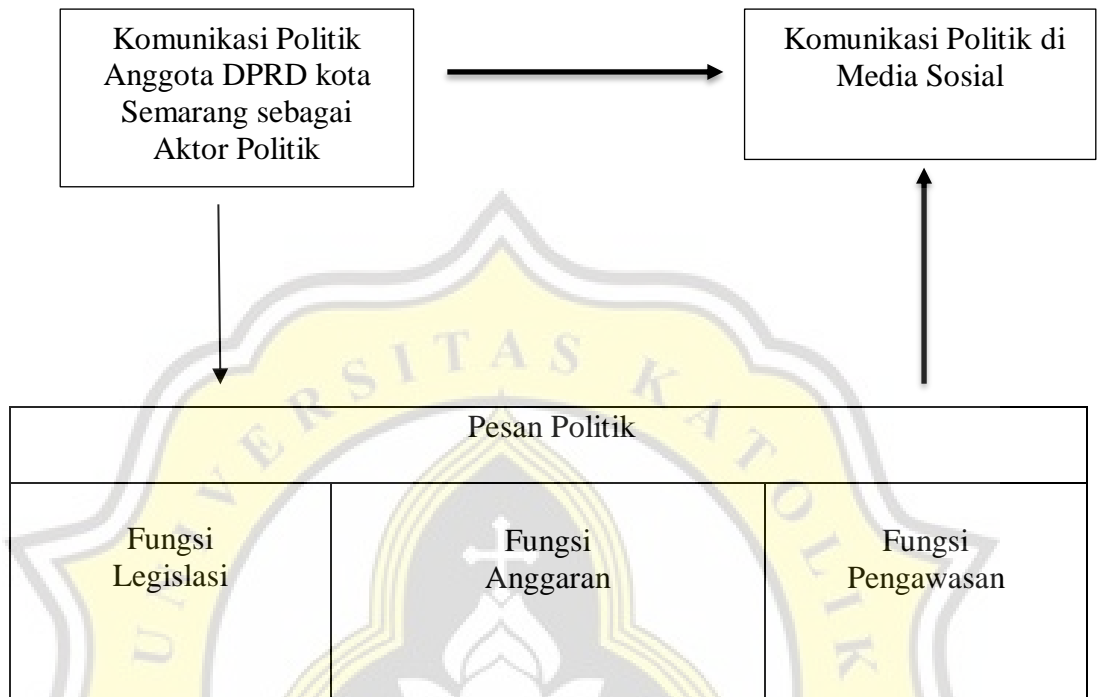 Komunikasi Politik
Anggota DPRD kota
Semarang sebagai
Aktor Politik
Komunikasi Politik di
Media Sosial
Pesan Politik
Fungsi
Legislasi
Fungsi
Anggaran
Fungsi
Pengawasan
UNIVERSITAS KATOLIK